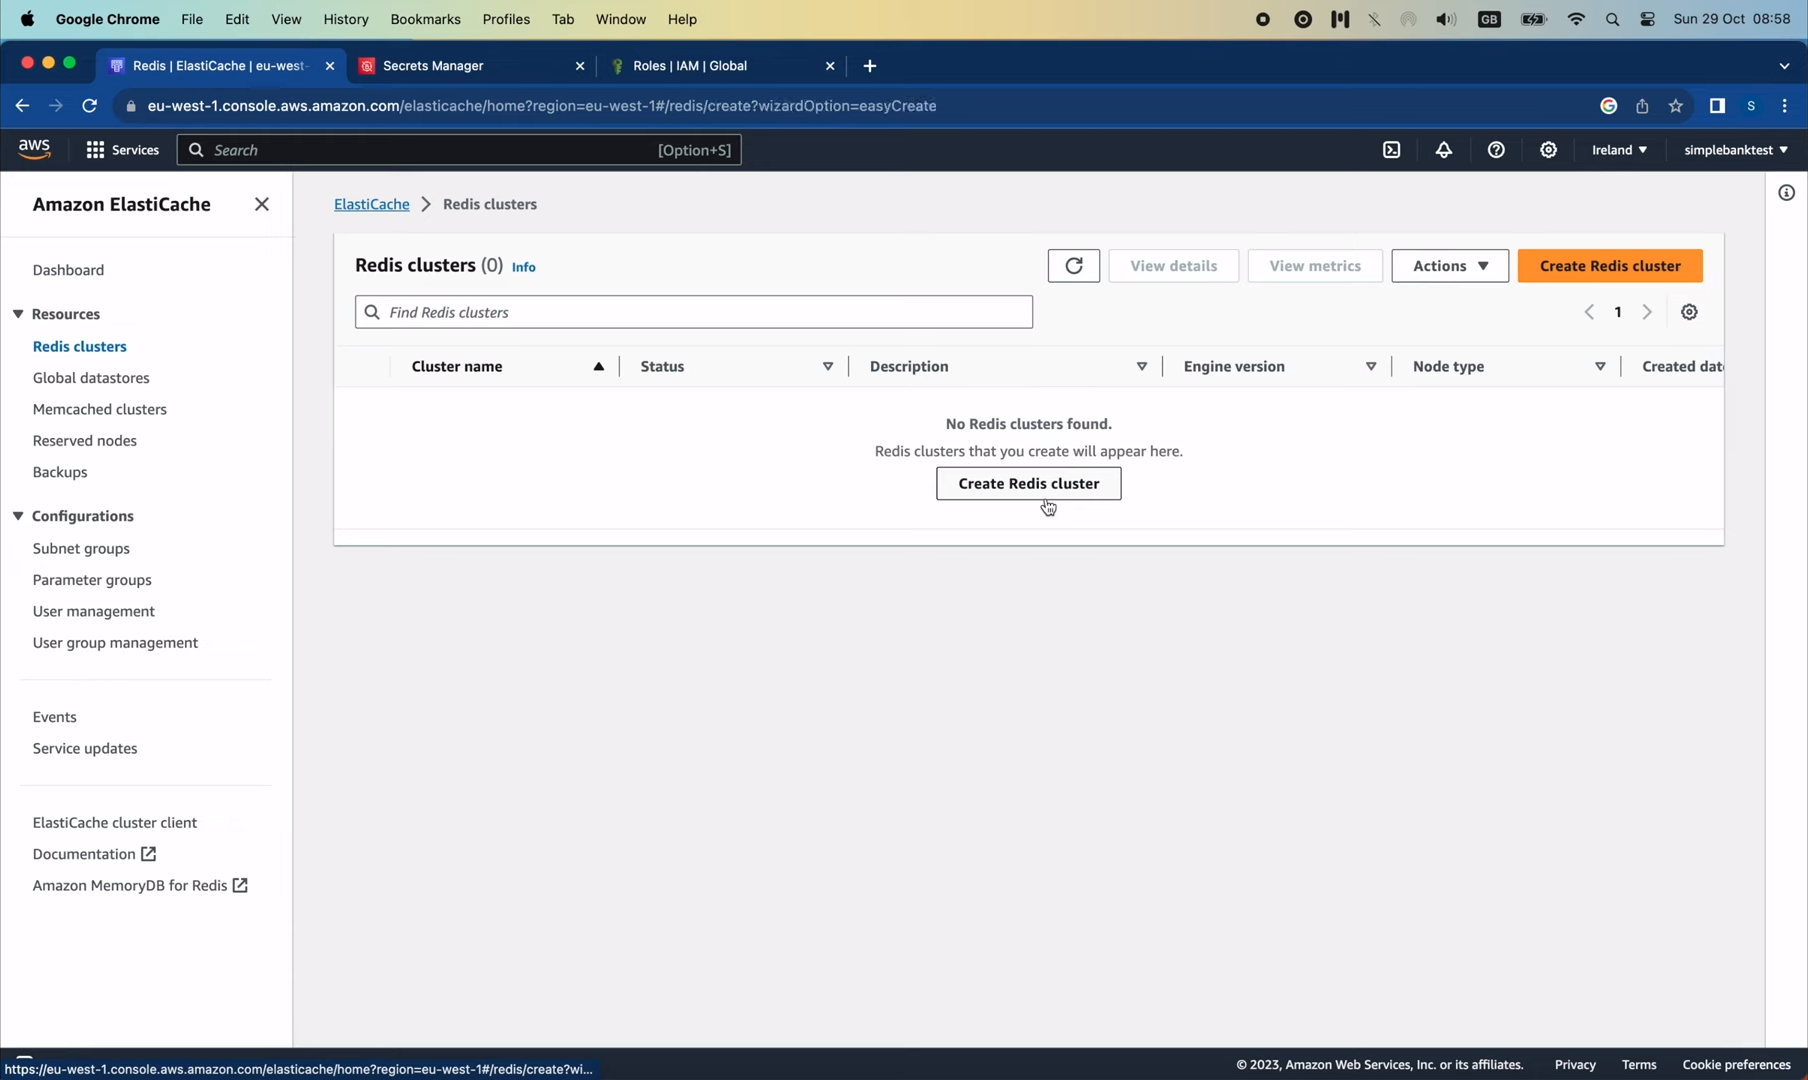 Google Chrome File Edit View History Bookmarks Profiles Tab Window Help GB Sun 29 Oct 08:58
Redis | ElastiCache | eu-west- Secrets Manager Roles | IAM | Global
eu-west-1.console.aws.amazon.com/elasticache/home?region=eu-west-1#/redis/create?wizardOption=easyCreate S
aws Services Search [Option+S] Ireland simplebanktest
Amazon ElastiCache
Dashboard
Resources
Redis clusters
Global datastores
Memcached clusters
Reserved nodes
Backups
Configurations
Subnet groups
Parameter groups
User management
User group management
Events
Service updates
ElastiCache cluster client
Documentation
Amazon MemoryDB for Redis
ElastiCache Redis clusters
Redis clusters (0) Info View details View metrics Actions Create Redis cluster
Find Redis clusters 1
Cluster name Status Description Engine version Node type Created dat
No Redis clusters found.
Redis clusters that you create will appear here.
Create Redis cluster
https://eu-west-1.console.aws.amazon.com/elasticache/home?region=eu-west-1#/redis/create?wi... © 2023, Amazon Web Services, Inc. or its affiliates. Privacy Terms Cookie preferences